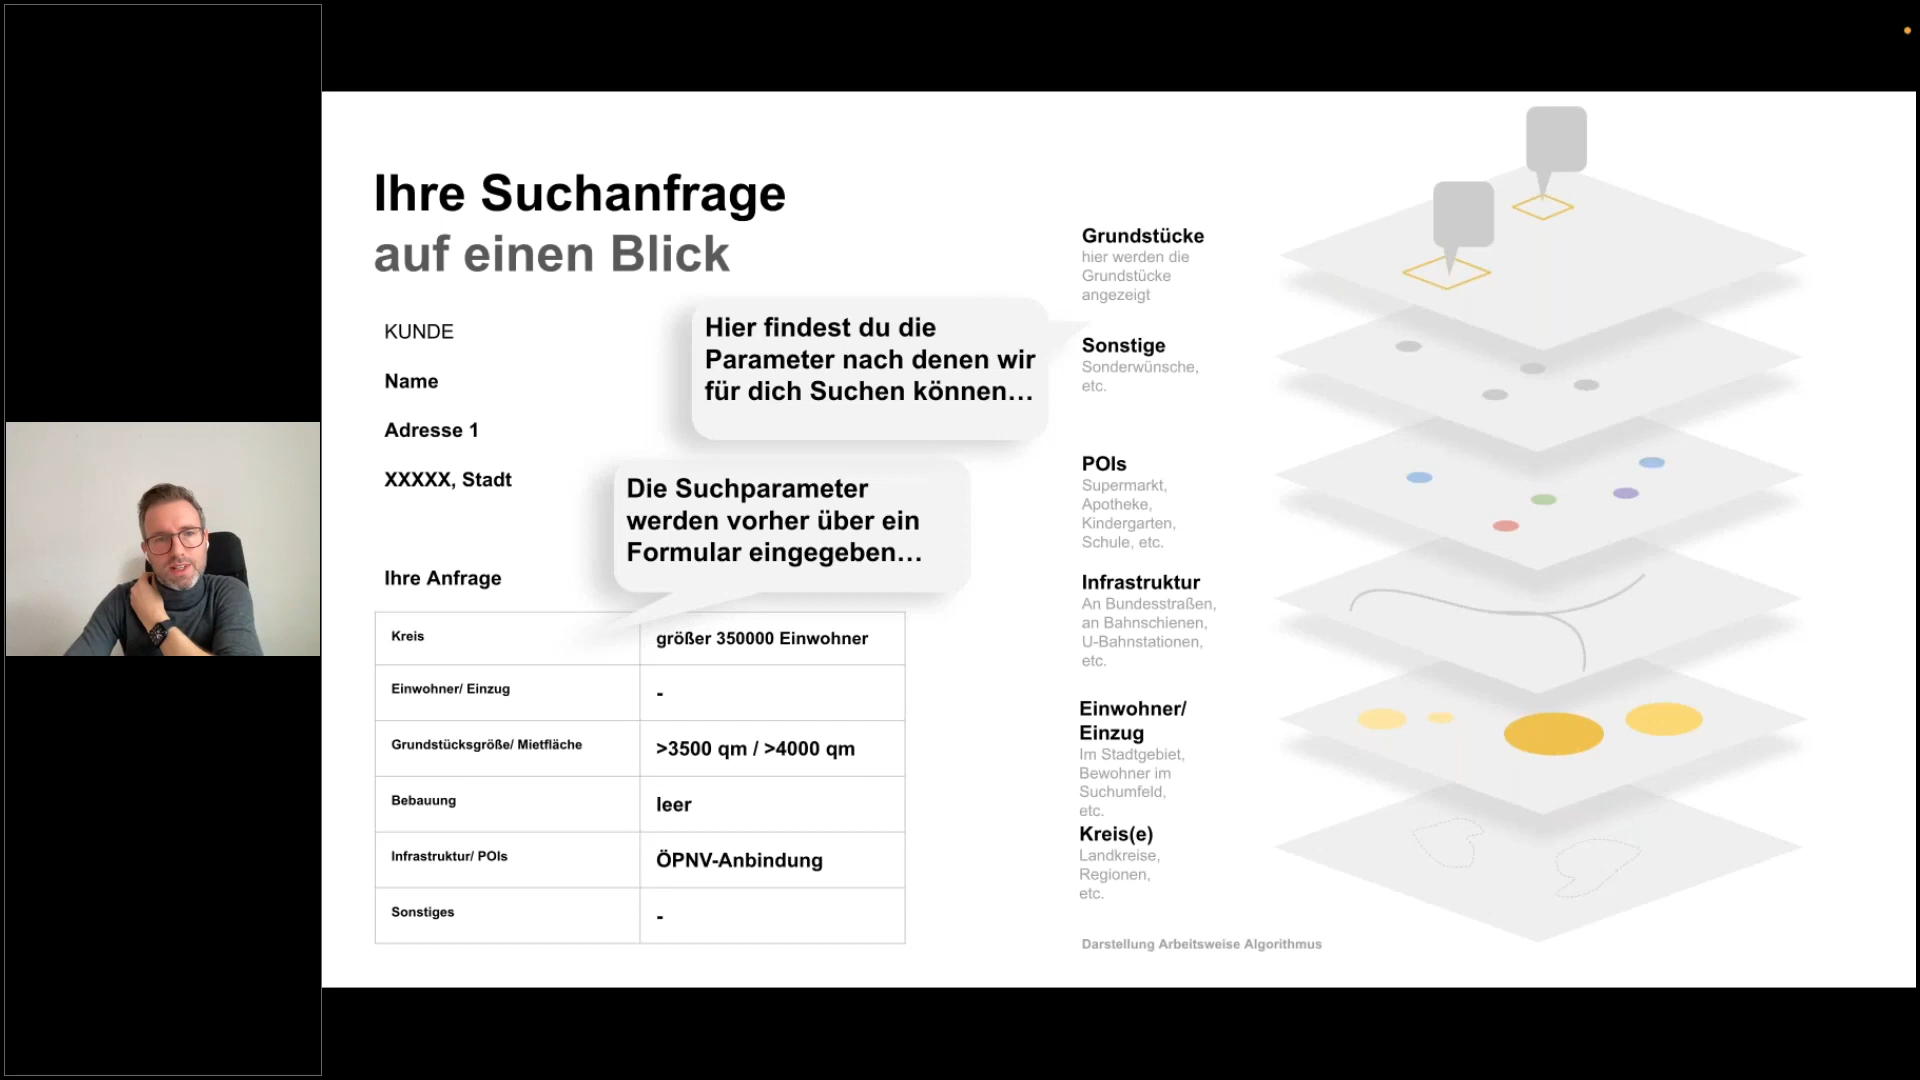 Ihre Suchanfrage
auf einen Blick
KUNDE
Name
Adresse 1
XXXXX, Stadt
Hier findest du die
Parameter nach denen wir
für dich Suchen können…
Die Suchparameter
werden vorher über ein
Formular eingegeben…
Ihre Anfrage
Kreis größer 350000 Einwohner
Einwohner/ Einzug -
Grundstücksgröße/ Mietfläche >3500 qm / >4000 qm
Bebauung leer
Infrastruktur/ POIs ÖPNV-Anbindung
Sonstiges -
Grundstücke
hier werden die
Grundstücke
angezeigt
Sonstige
Sonderwünsche,
etc.
POIs
Supermarkt,
Apotheke,
Kindergarten,
Schule, etc.
Infrastruktur
An Bundesstraßen,
an Bahnschienen,
U-Bahnstationen,
etc.
Einwohner/
Einzug
Im Stadtgebiet,
Bewohner im
Suchumfeld,
etc.
Kreis(e)
Landkreise,
Regionen,
etc.
Darstellung Arbeitsweise Algorithmus